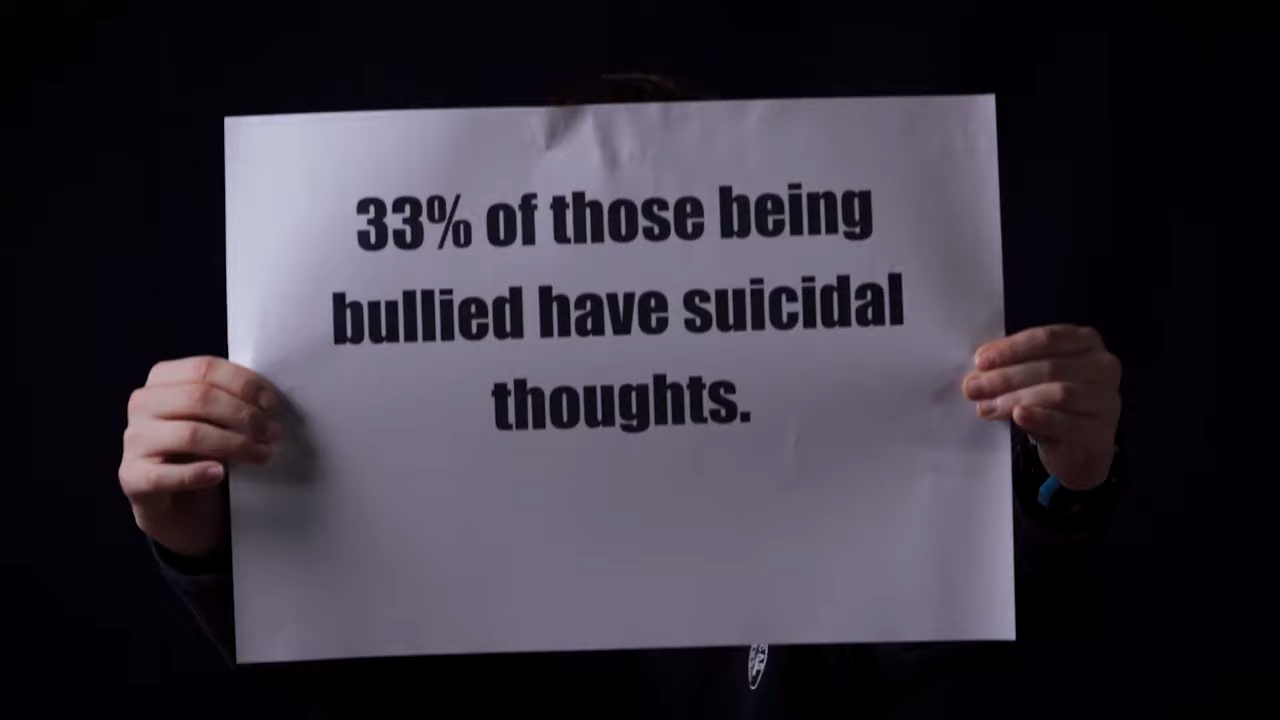 33% of those being
bullied have suicidal
thoughts.